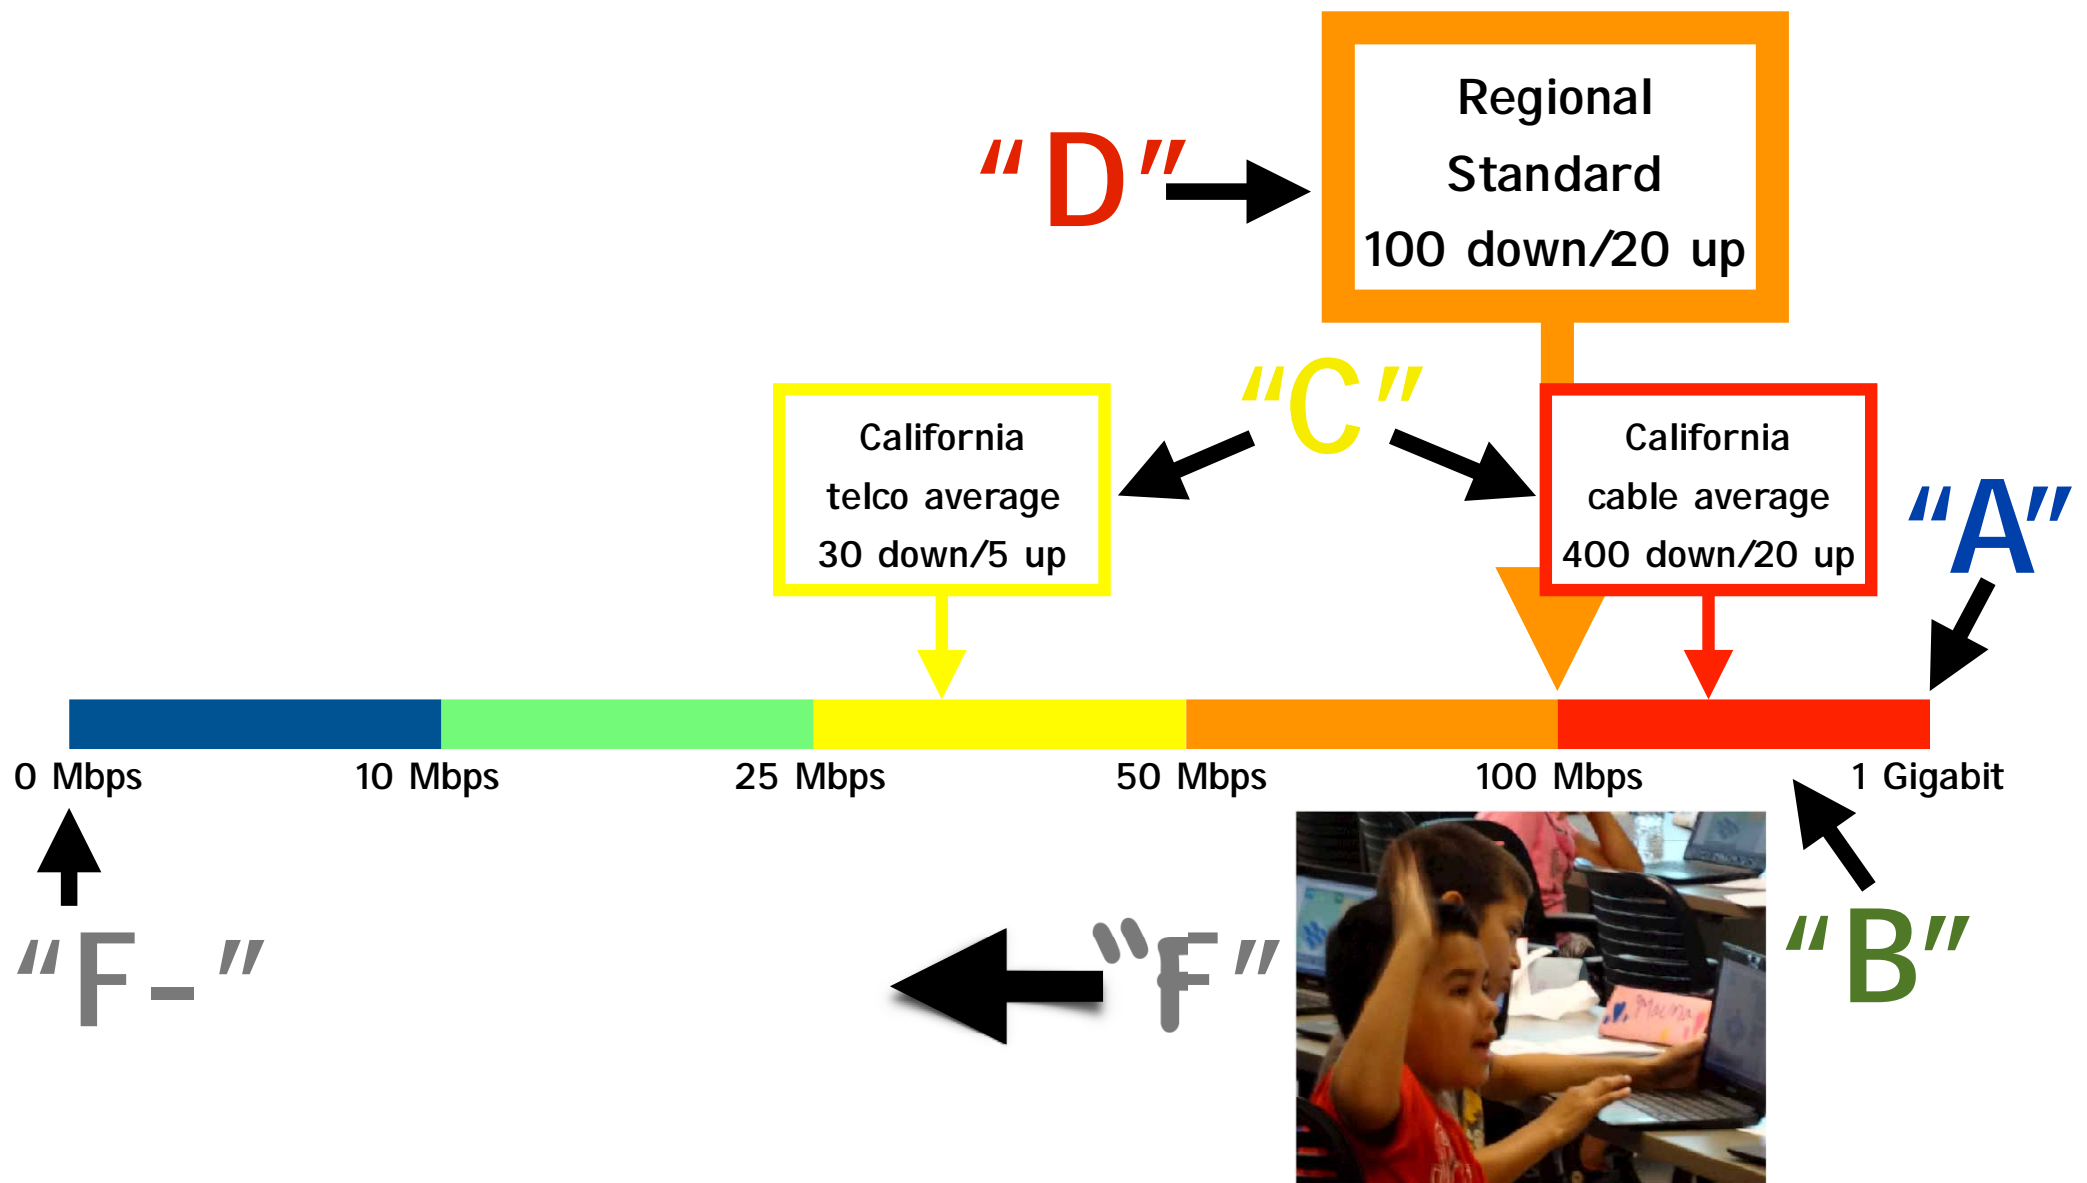 Regional
Standard
100 down/20 up
“D”
“C”
California
telco average
30 down/5 up
California
cable average
400 down/20 up
“A”
0 Mbps
10 Mbps
25 Mbps
50 Mbps
100 Mbps
1 Gigabit
“F-”
“F”
“B”